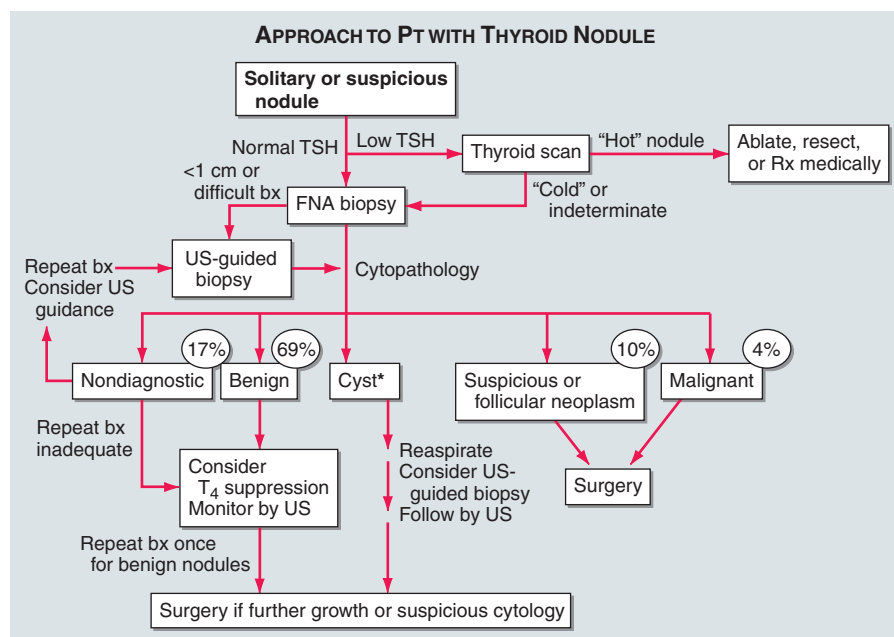 APPROACH TO PT WITH THYROID NODULE
Solitary or suspicious
nodule
Normal TSH
Low TSH
Thyroid scan
"Hot" nodule
Ablate, resect,
or Rx medically
<1 cm or
difficult bx
FNA biopsy
"Cold" or
indeterminate
US-guided
biopsy
Cytopathology
Repeat bx
Consider US
guidance
17%
69%
10%
4%
Nondiagnostic
Benign
Cyst*
Suspicious or
follicular neoplasm
Malignant
Repeat bx
inadequate
Consider
T4 suppression
Monitor by US
Reaspirate
Consider US-
guided biopsy
Follow by US
Surgery
Repeat bx once
for benign nodules
Surgery if further growth or suspicious cytology